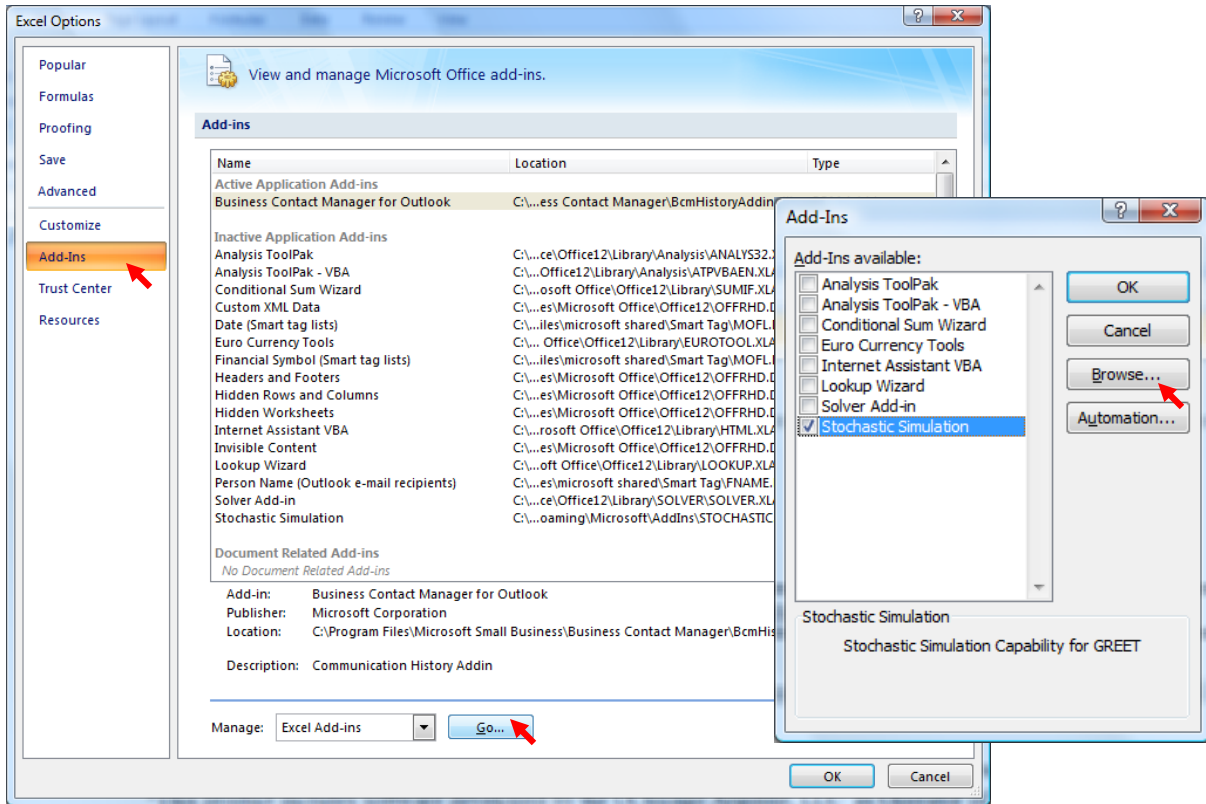 Excel Options
Popular
Formulas
Proofing
Save
Advanced
Customize
Add-Ins
Trust Center
Resources
View and manage Microsoft Office add-ins.
Add-ins
Name Location Type
Active Application Add-ins
Business Contact Manager for Outlook C:\...ess Contact Manager\BcmHistoryAddin
Inactive Application Add-ins
Analysis ToolPak C:\...ce\Office12\Library\Analysis\ANALYS32.
Analysis ToolPak - VBA C:\...Office12\Library\Analysis\ATPVBAEN.XLA
Conditional Sum Wizard C:\...osoft Office\Office12\Library\SUMIF.XLA
Custom XML Data C:\...es\Microsoft Office\Office12\OFFRHD.D
Date (Smart tag lists) C:\...iles\microsoft shared\Smart Tag\MOFL.
Euro Currency Tools C:\... Office\Office12\Library\EUROTOOL.XLA
Financial Symbol (Smart tag lists) C:\...iles\microsoft shared\Smart Tag\MOFL.
Headers and Footers C:\...es\Microsoft Office\Office12\OFFRHD.D
Hidden Rows and Columns C:\...es\Microsoft Office\Office12\OFFRHD.D
Hidden Worksheets C:\...es\Microsoft Office\Office12\OFFRHD.D
Internet Assistant VBA C:\...rosoft Office\Office12\Library\HTML.XLA
Invisible Content C:\...es\Microsoft Office\Office12\OFFRHD.D
Lookup Wizard C:\...oft Office\Office12\Library\LOOKUP.XLA
Person Name (Outlook e-mail recipients) C:\...es\microsoft shared\Smart Tag\FNAME.
Solver Add-in C:\...ce\Office12\Library\SOLVER\SOLVER.XLA
Stochastic Simulation C:\...oaming\Microsoft\AddIns\STOCHASTIC
Document Related Add-ins
No Document Related Add-ins
Add-in: Business Contact Manager for Outlook
Publisher: Microsoft Corporation
Location: C:\Program Files\Microsoft Small Business\Business Contact Manager\BcmHis
Description: Communication History Addin
Manage: Excel Add-ins Go...
OK Cancel
Add-Ins
Add-Ins available:
Analysis ToolPak
Analysis ToolPak - VBA
Conditional Sum Wizard
Euro Currency Tools
Internet Assistant VBA
Lookup Wizard
Solver Add-in
Stochastic Simulation
OK
Cancel
Browse...
Automation...
Stochastic Simulation
Stochastic Simulation Capability for GREET